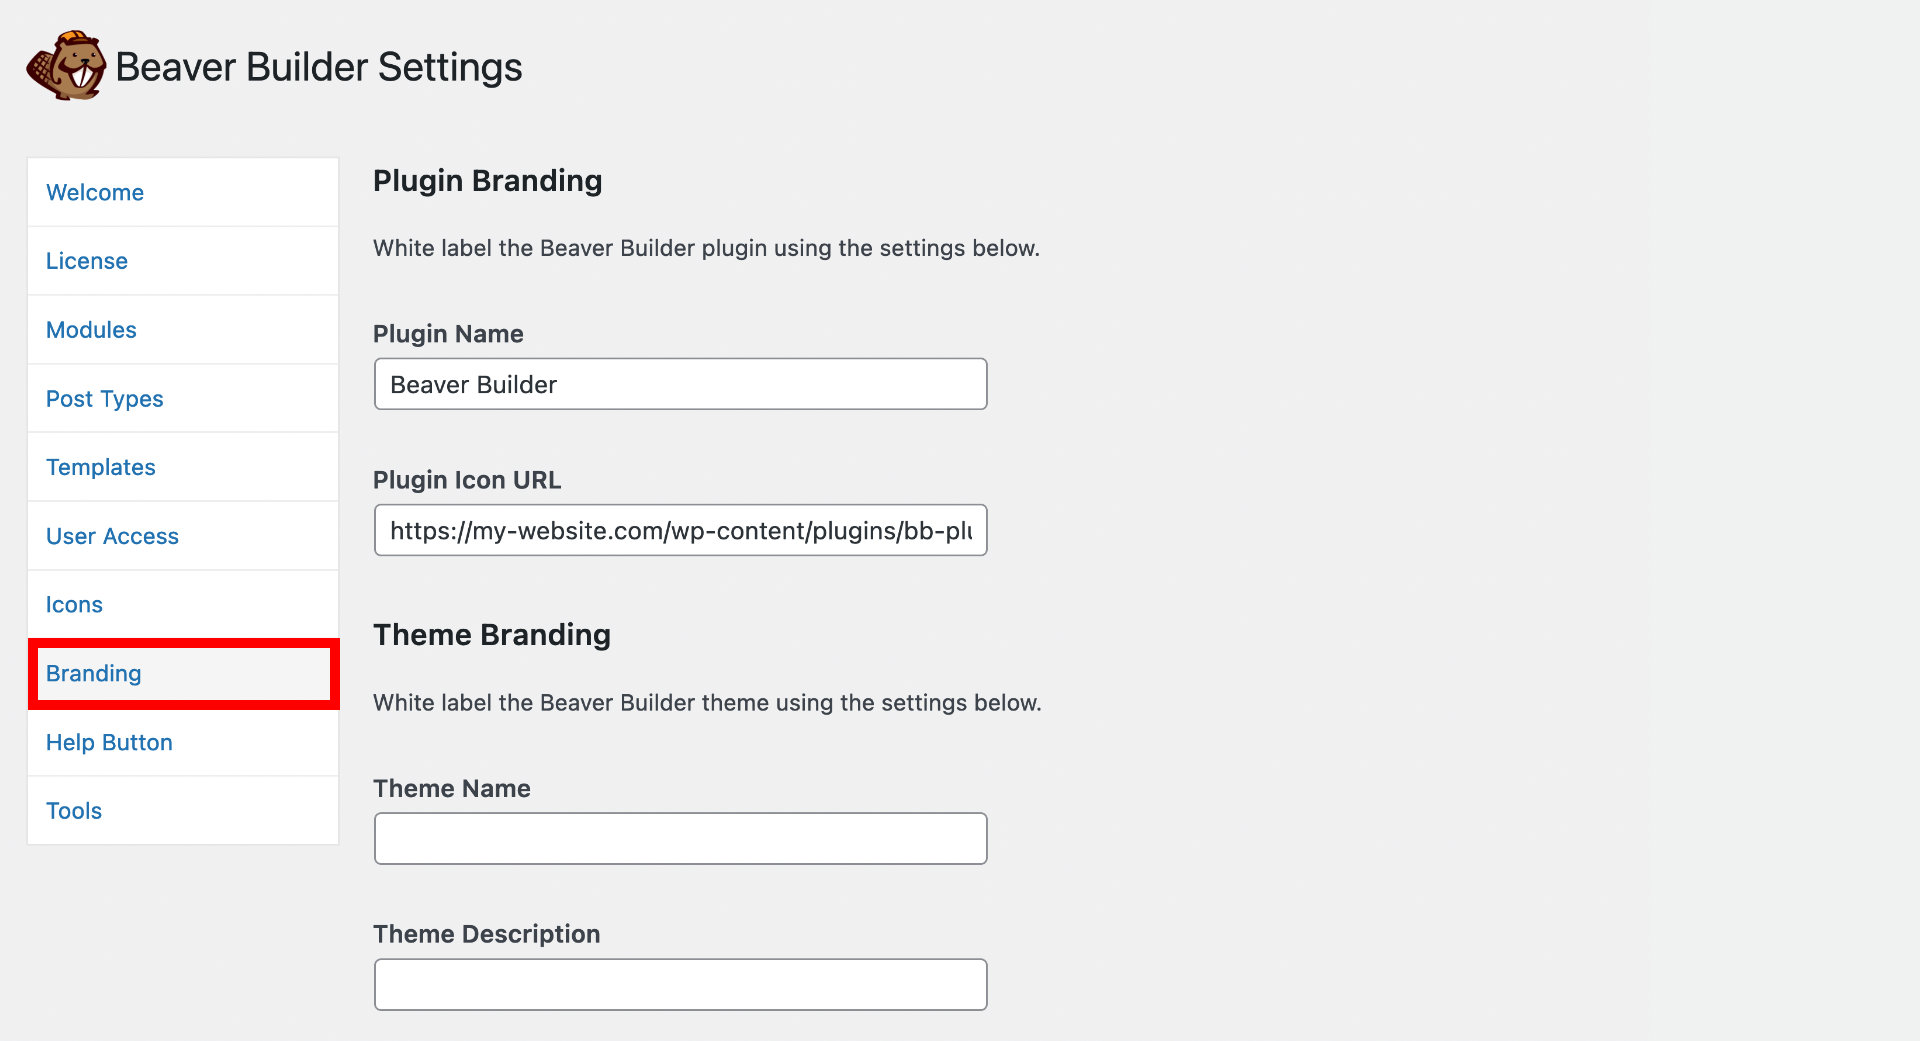 Beaver Builder Settings
Welcome
License
Modules
Post Types
Templates
User Access
Icons
Branding
Help Button
Tools
Plugin Branding
White label the Beaver Builder plugin using the settings below.
Plugin Name
Beaver Builder
Plugin Icon URL
https://my-website.com/wp-content/plugins/bb-plu
Theme Branding
White label the Beaver Builder theme using the settings below.
Theme Name
Theme Description